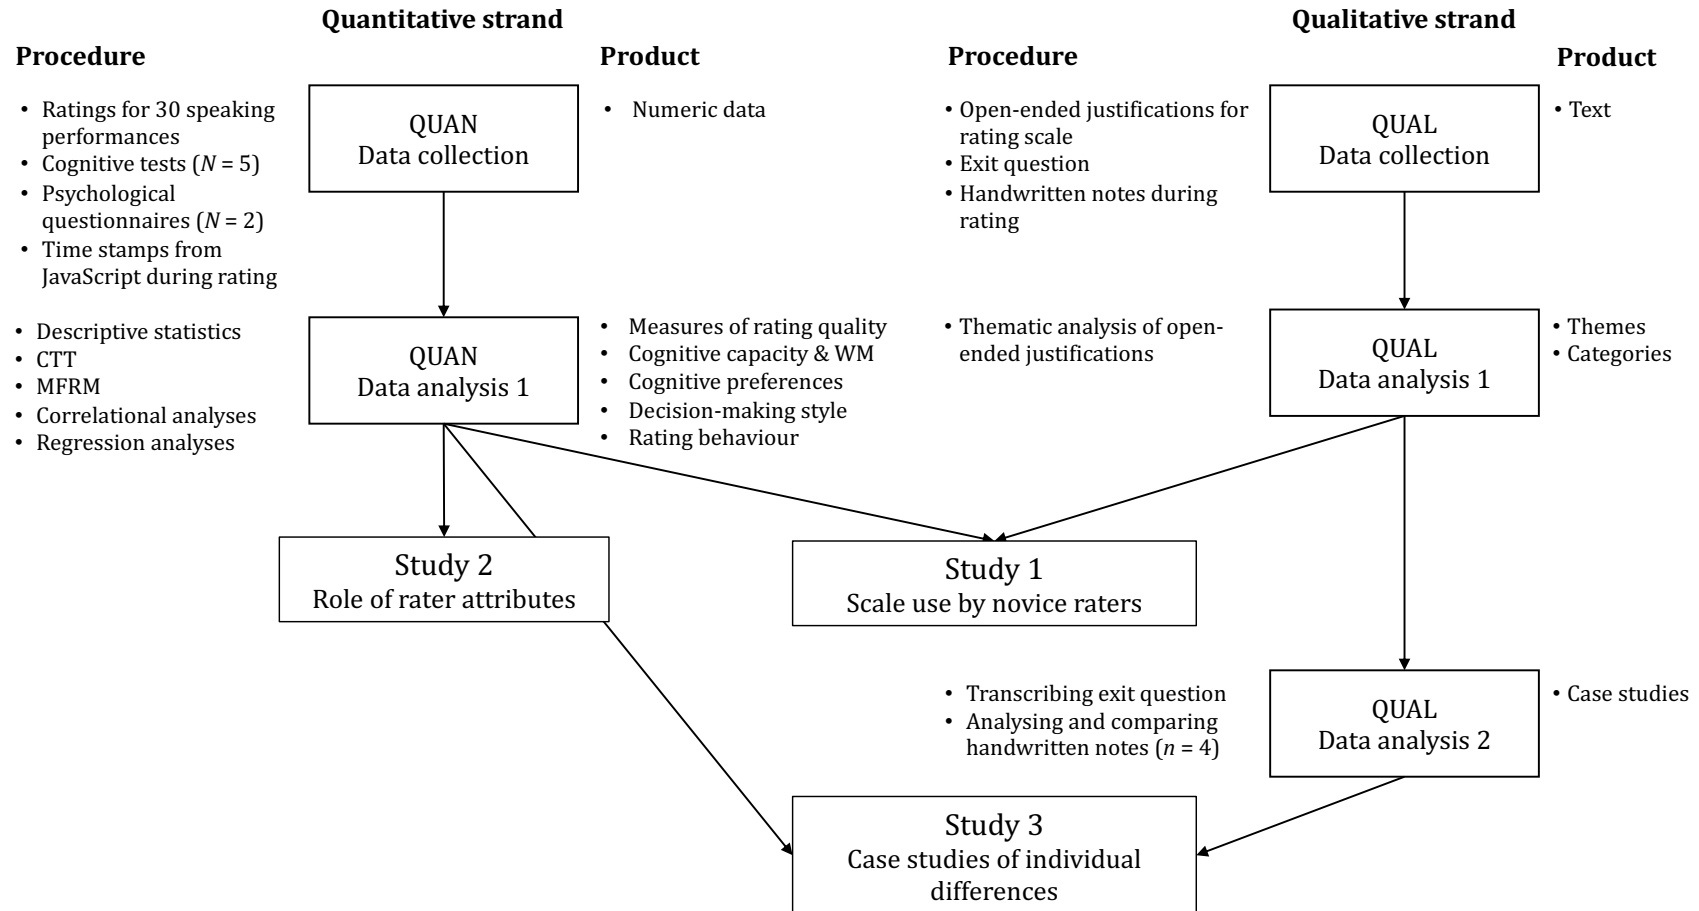 Quantitative strand
Qualitative strand
Procedure
Product
Procedure
Product
• Ratings for 30 speaking
performances
• Cognitive tests (N = 5)
• Psychological
questionnaires (N = 2)
• Time stamps from
JavaScript during rating
QUAN
Data collection
• Numeric data
• Open-ended justifications for
rating scale
• Exit question
• Handwritten notes during
rating
QUAL
Data collection
• Text
• Descriptive statistics
• CTT
• MFRM
• Correlational analyses
• Regression analyses
QUAN
Data analysis 1
• Measures of rating quality
• Cognitive capacity & WM
• Cognitive preferences
• Decision-making style
• Rating behaviour
• Thematic analysis of open-
ended justifications
QUAL
Data analysis 1
• Themes
• Categories
Study 2
Role of rater attributes
Study 1
Scale use by novice raters
• Transcribing exit question
• Analysing and comparing
handwritten notes (n = 4)
QUAL
Data analysis 2
• Case studies
Study 3
Case studies of individual
differences